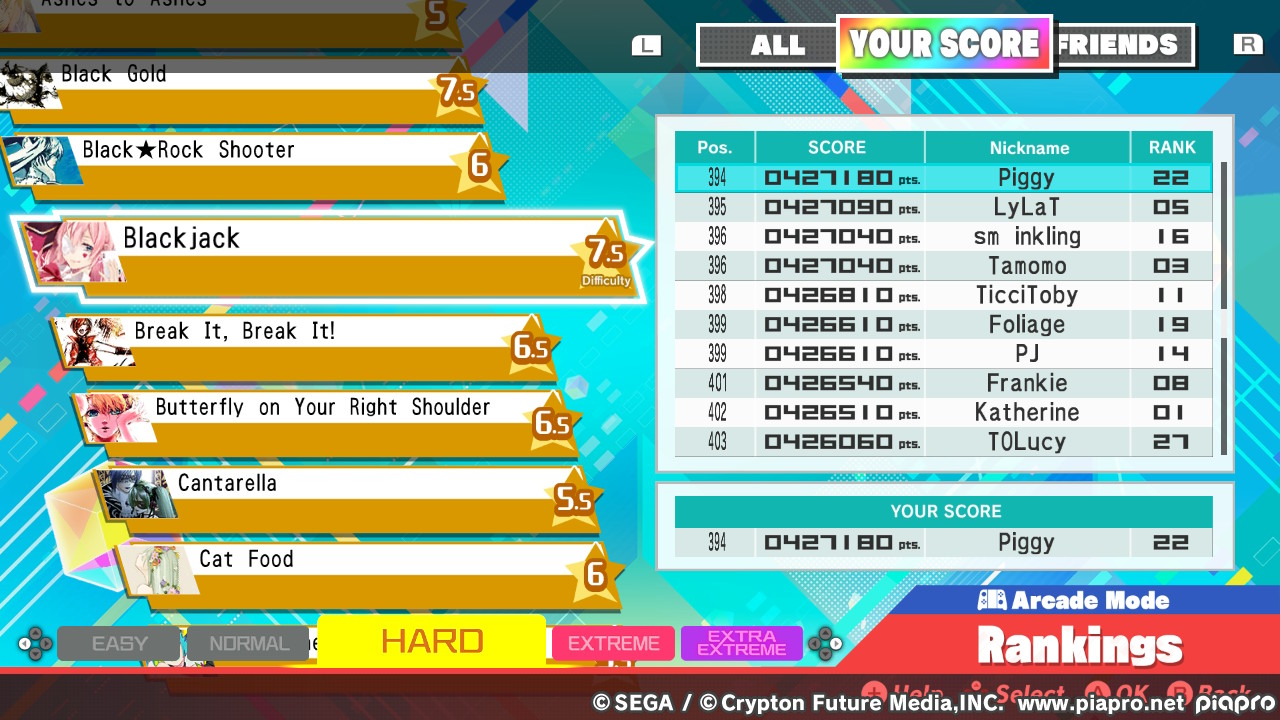 Ashes to Ashes
5
Black Gold
7.5
Black★Rock Shooter
6
Blackjack
7.5
Difficulty
Break It, Break It!
6.5
Butterfly on Your Right Shoulder
6.5
Cantarella
5.5
Cat Food
6
EASY NORMAL HARD EXTREME EXTRA EXTREME
L ALL YOUR SCORE FRIENDS R
Pos. SCORE Nickname RANK
394 0427180 pts. Piggy 22
395 0427090 pts. LyLaT 05
396 0427040 pts. sm inkling 16
396 0427040 pts. Tamomo 03
398 0426810 pts. TicciToby 11
399 0426610 pts. Foliage 19
399 0426610 pts. PJ 14
401 0426540 pts. Frankie 08
402 0426510 pts. Katherine 01
403 0426060 pts. TOLucy 27
YOUR SCORE
394 0427180 pts. Piggy 22
Arcade Mode
Rankings
Help Select A OK B Back
© SEGA / © Crypton Future Media,INC. www.piapro.net piapro